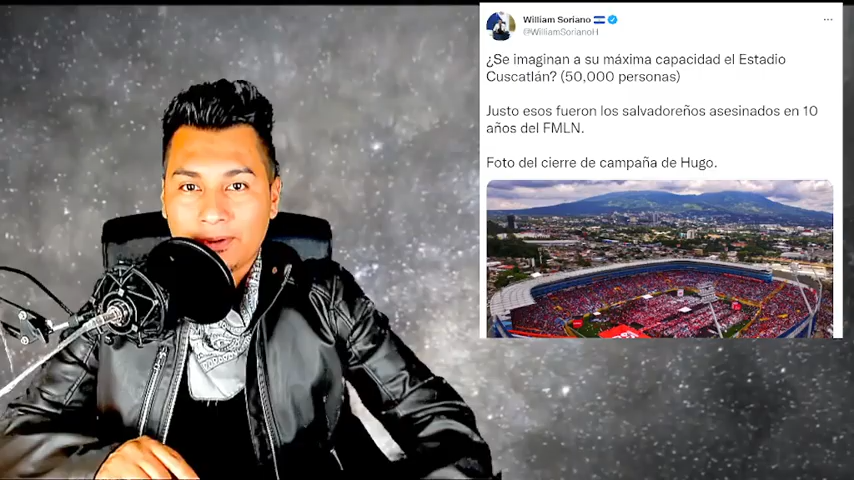 William Soriano
@WilliamSorianoH
¿Se imaginan a su máxima capacidad el Estadio
Cuscatlán? (50,000 personas)
Justo esos fueron los salvadoreños asesinados en 10
años del FMLN.
Foto del cierre de campaña de Hugo.